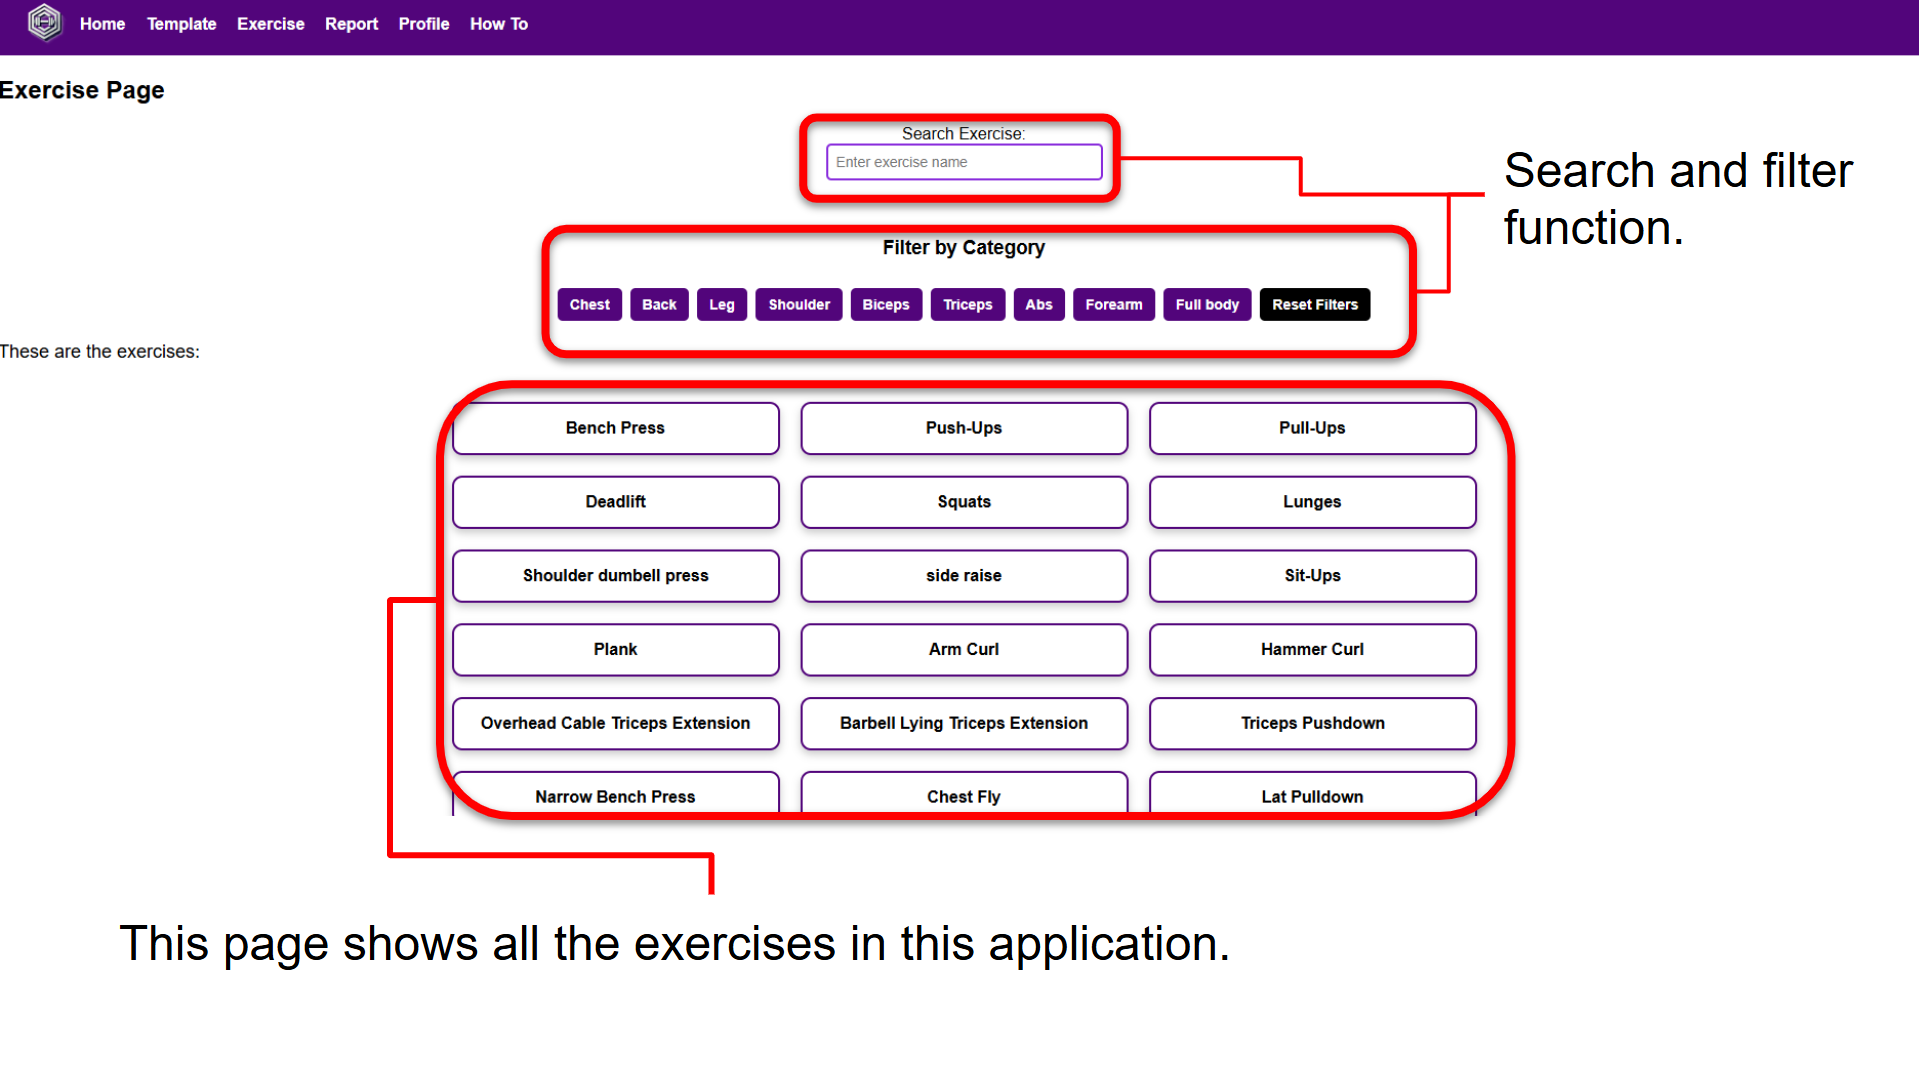 Home Template Exercise Report Profile How To
Exercise Page
Search Exercise:
Enter exercise name
Search and filter
function.
Filter by Category
Chest Back Leg Shoulder Biceps Triceps Abs Forearm Full body Reset Filters
These are the exercises:
Bench Press Push-Ups Pull-Ups
Deadlift Squats Lunges
Shoulder dumbell press side raise Sit-Ups
Plank Arm Curl Hammer Curl
Overhead Cable Triceps Extension Barbell Lying Triceps Extension Triceps Pushdown
Narrow Bench Press Chest Fly Lat Pulldown
This page shows all the exercises in this application.